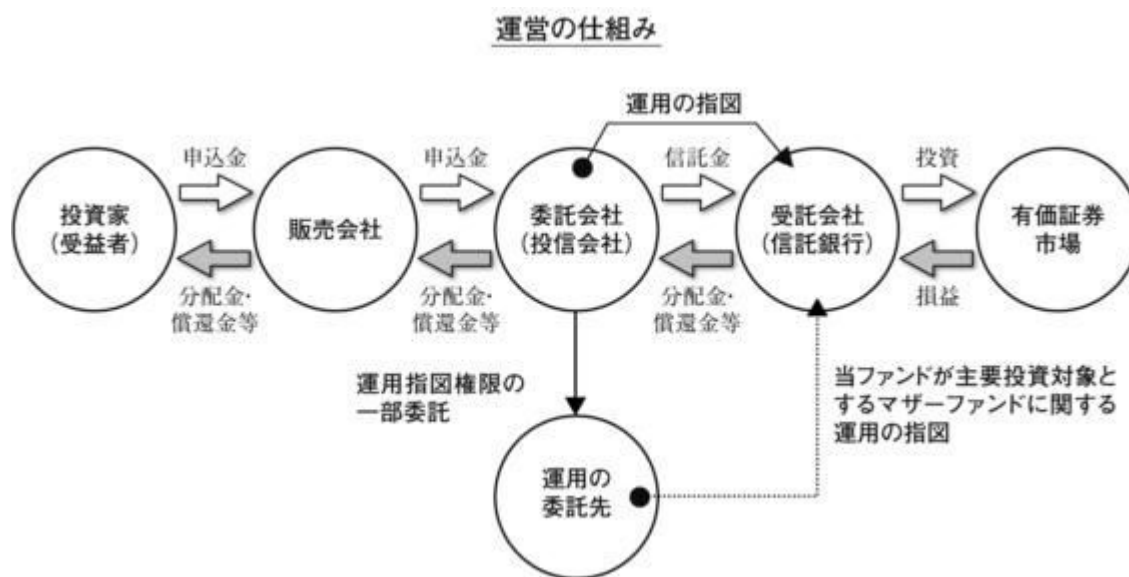 運営の仕組み
運用の指図
申込金
申込金
信託金
投資
投資家
（受益者）
販売会社
委託会社
（投信会社）
受託会社
（信託銀行）
有価証券
市場
分配金・
償還金等
分配金・
償還金等
分配金・
償還金等
損益
運用指図権限の
一部委託
当ファンドが主要投資対象と
するマザーファンドに関する
運用の指図
運用の
委託先